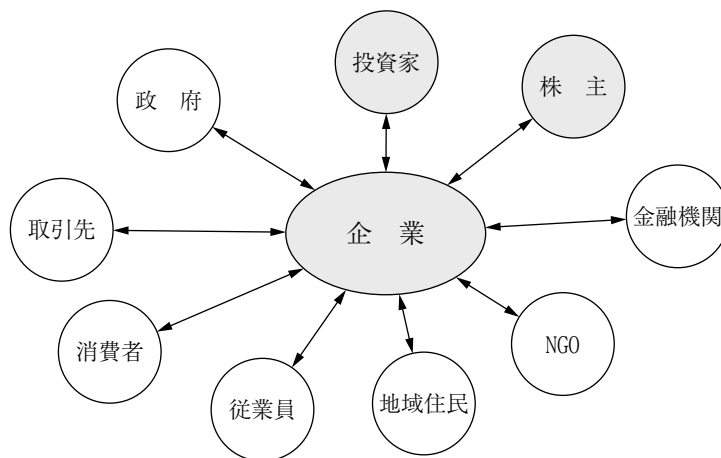 投資家
株　主
政　府
金融機関
取引先
企　業
NGO
消費者
地域住民
従業員